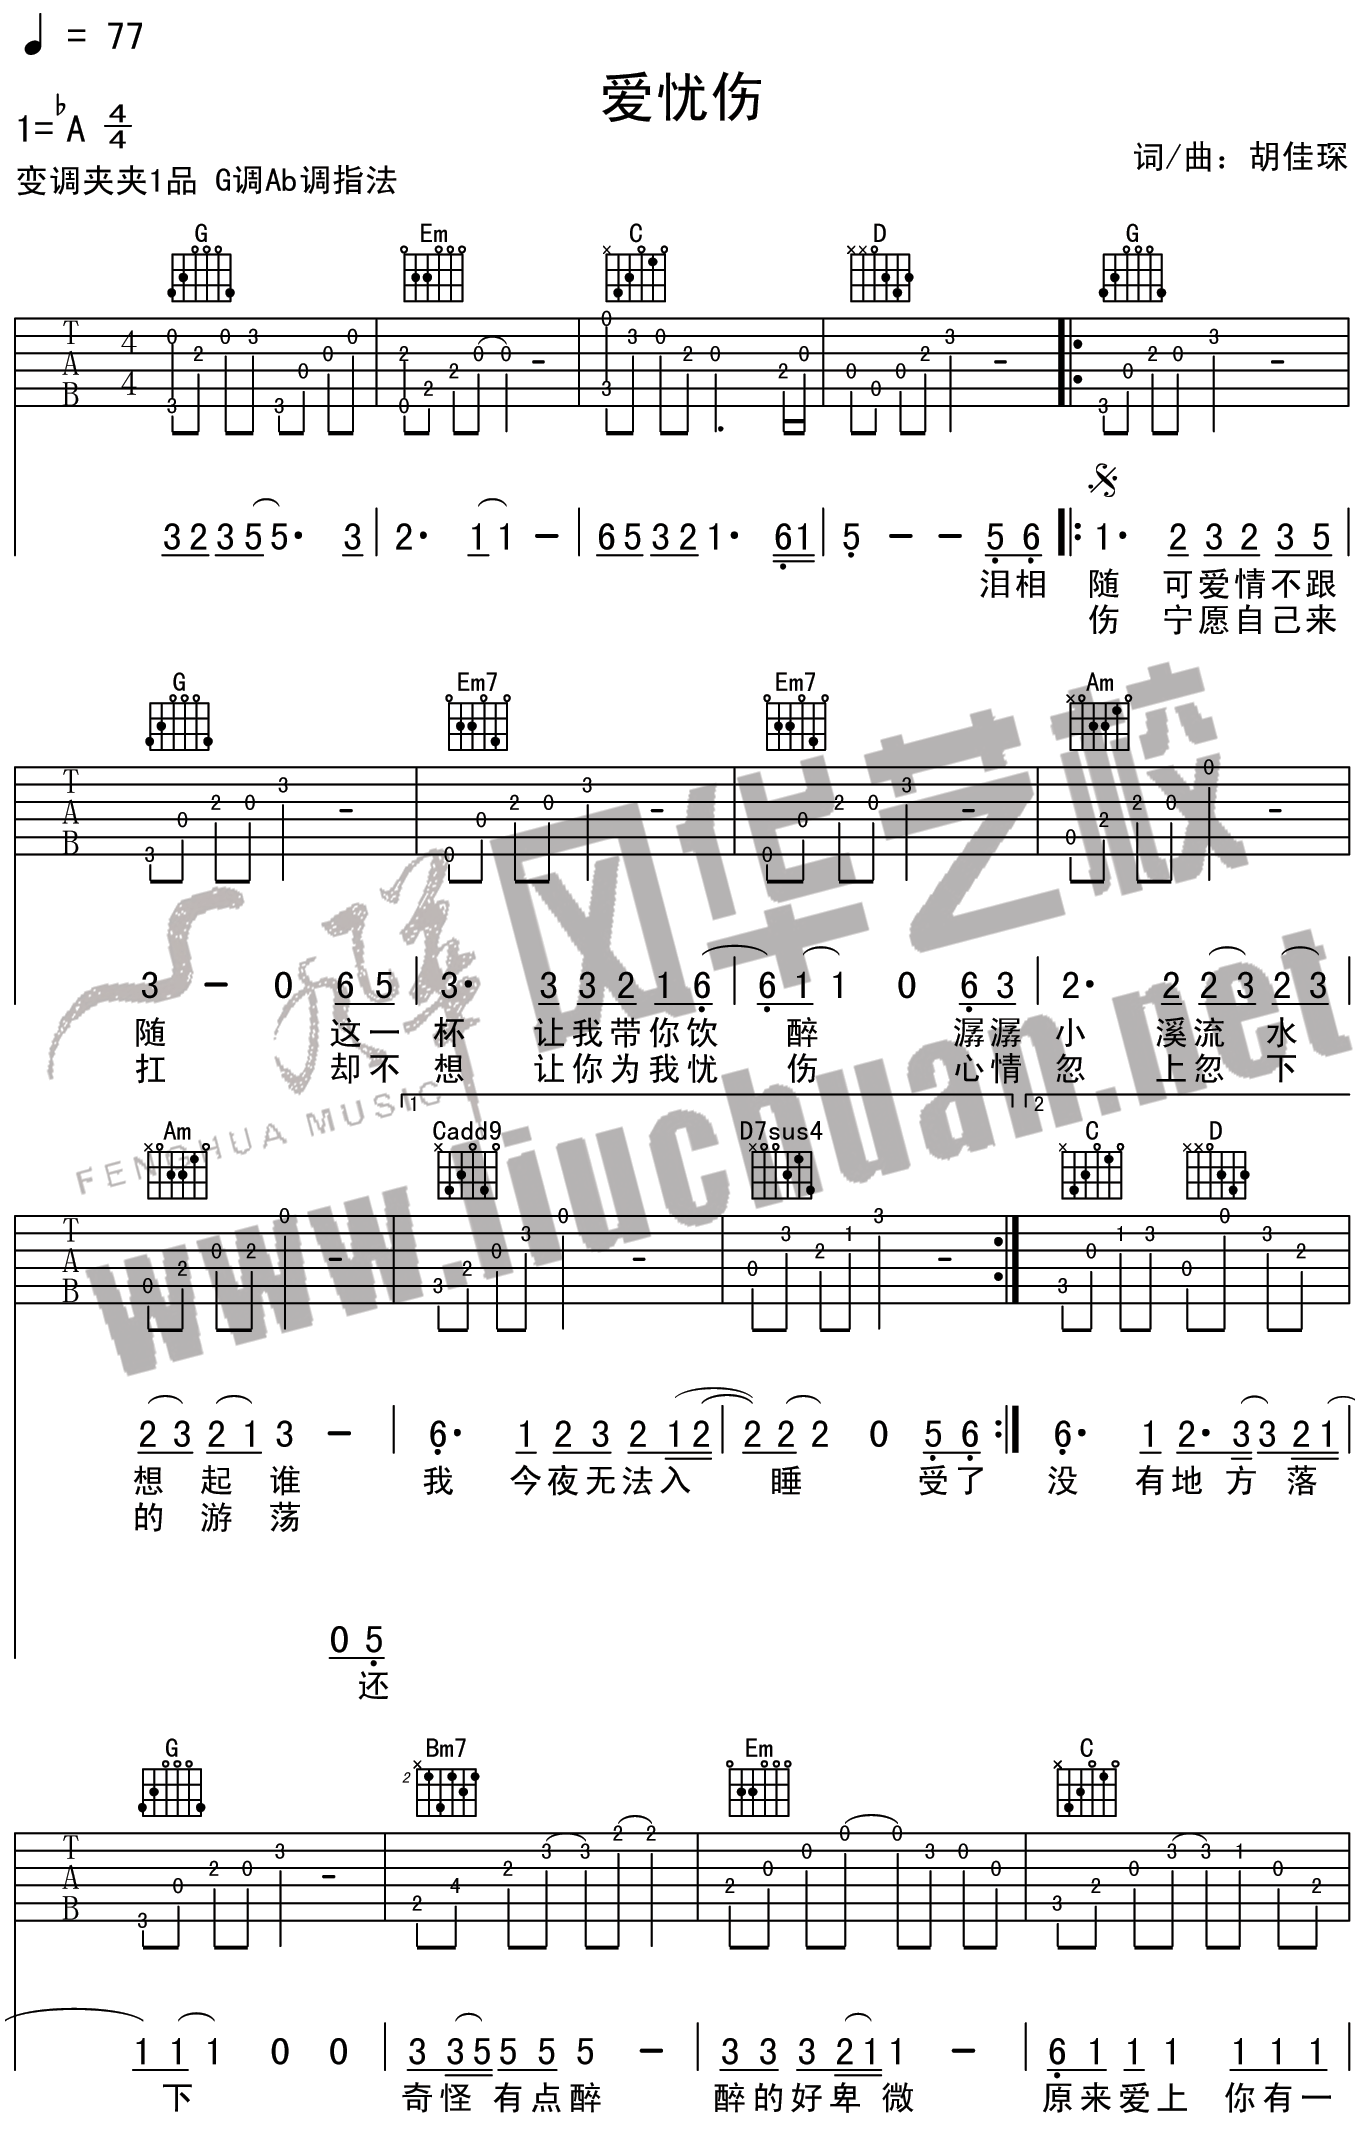 ♩ = 77
爱忧伤
1=♭A 4/4
词/曲：胡佳琛
变调夹夹1品 G调Ab调指法
G Em C D G
T A B 4 4
3 2 3 5 5· 3 2· 1 1 - 6 5 3 2 1· 6 1 5 - - 5 6 1· 2 3 2 3 5
泪相 随 可爱情不跟
伤 宁愿自己来
G Em7 Em7 Am
T A B
3 - 0 6 5 3· 3 3 2 1 6 6 1 1 0 6 3 2· 2 2 3 2 3
随 这一 杯 让我带你饮 醉 潺潺 小 溪流 水
扛 却不 想 让你为我忧 伤 心情 忽 上忽 下
风华艺校
FENGHUA MUSIC
www.liuchuan.net
1 2
Am Cadd9 D7sus4 C D
T A B
2 3 2 1 3 - 6· 1 2 3 2 1 2 2 2 2 0 5 6 6· 1 2· 3 3 2 1
想 起 谁 我 今夜无法入 睡 受了 没 有地 方 落
的 游 荡
0 5
还
G Bm7 Em C
2
T A B
1 1 1 0 0 3 3 5 5 5 5 - 3 3 3 2 1 1 - 6 1 1 1 1 1 1
下 奇怪 有点醉 醉的好卑 微 原来爱上 你有一